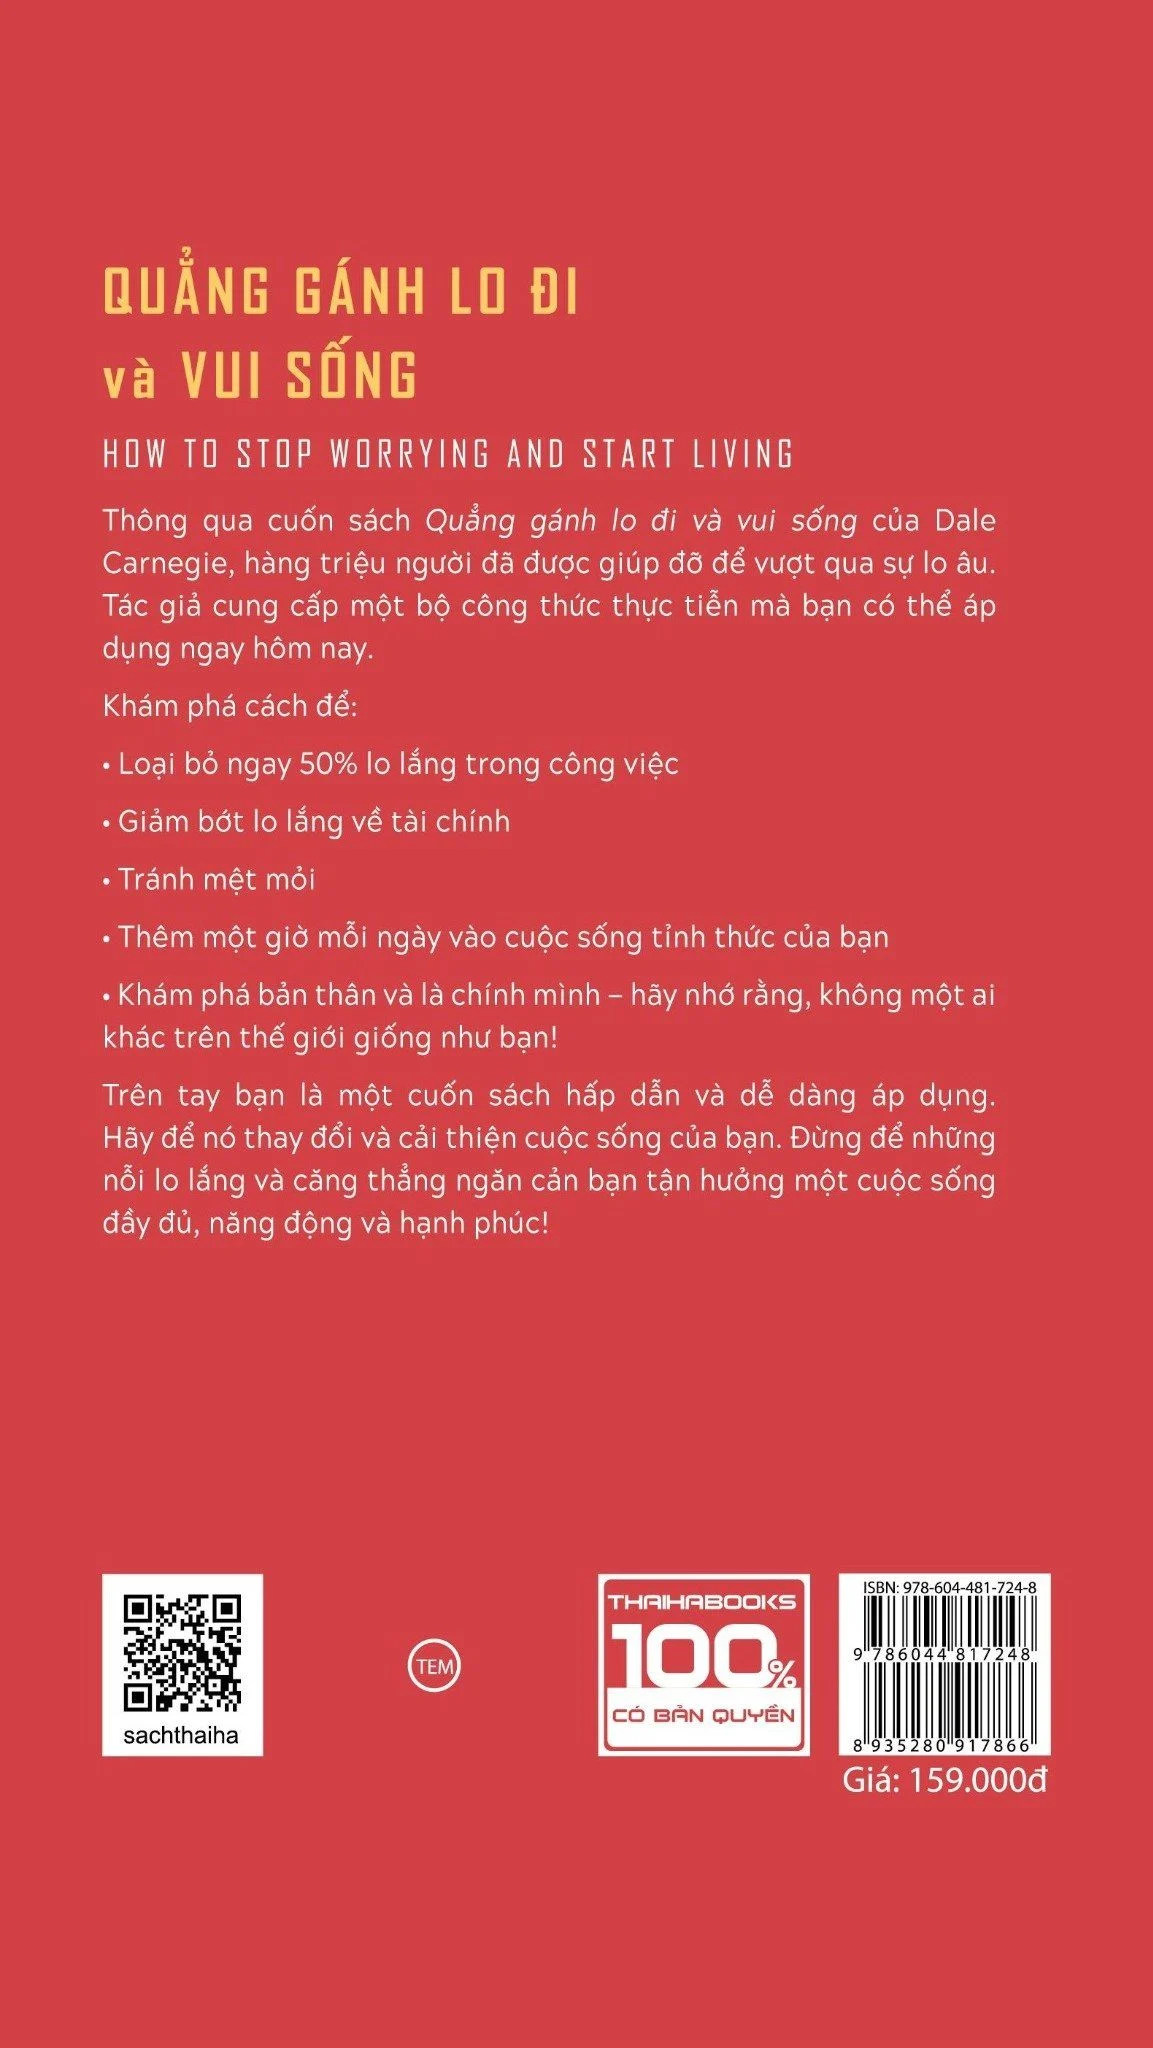 QUẲNG GÁNH LO ĐI
và VUI SỐNG
HOW TO STOP WORRYING AND START LIVING
Thông qua cuốn sách Quẳng gánh lo đi và vui sống của Dale
Carnegie, hàng triệu người đã được giúp đỡ để vượt qua sự lo âu.
Tác giả cung cấp một bộ công thức thực tiễn mà bạn có thể áp
dụng ngay hôm nay.
Khám phá cách để:
• Loại bỏ ngay 50% lo lắng trong công việc
• Giảm bớt lo lắng về tài chính
• Tránh mệt mỏi
• Thêm một giờ mỗi ngày vào cuộc sống tỉnh thức của bạn
• Khám phá bản thân và là chính mình – hãy nhớ rằng, không một ai
khác trên thế giới giống như bạn!
Trên tay bạn là một cuốn sách hấp dẫn và dễ dàng áp dụng.
Hãy để nó thay đổi và cải thiện cuộc sống của bạn. Đừng để những
nỗi lo lắng và căng thẳng ngăn cản bạn tận hưởng một cuộc sống
đầy đủ, năng động và hạnh phúc!
sachthaiha
TEM
THAIHABOOKS
100%
CÓ BẢN QUYỀN
ISBN: 978-604-481-724-8
9 786044 817248
8 935280 917866
Giá: 159.000đ